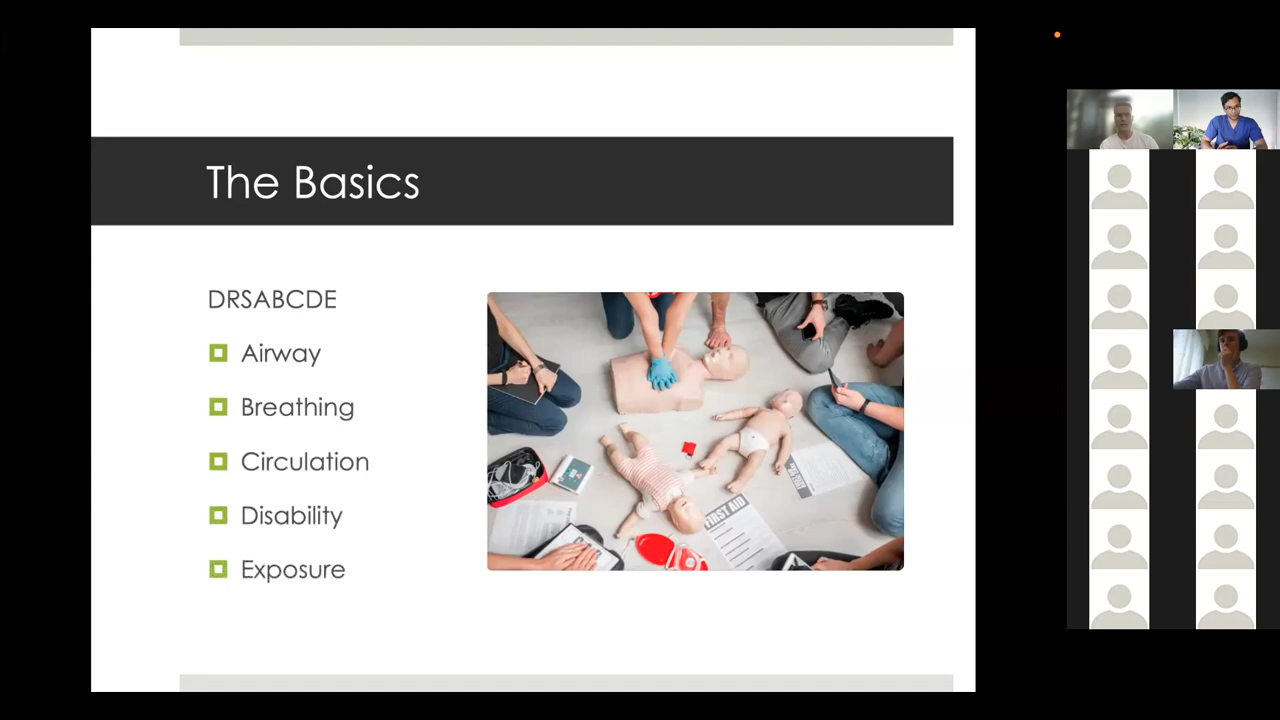 The Basics
DRSABCDE
Airway
Breathing
Circulation
Disability
Exposure
FIRST AID